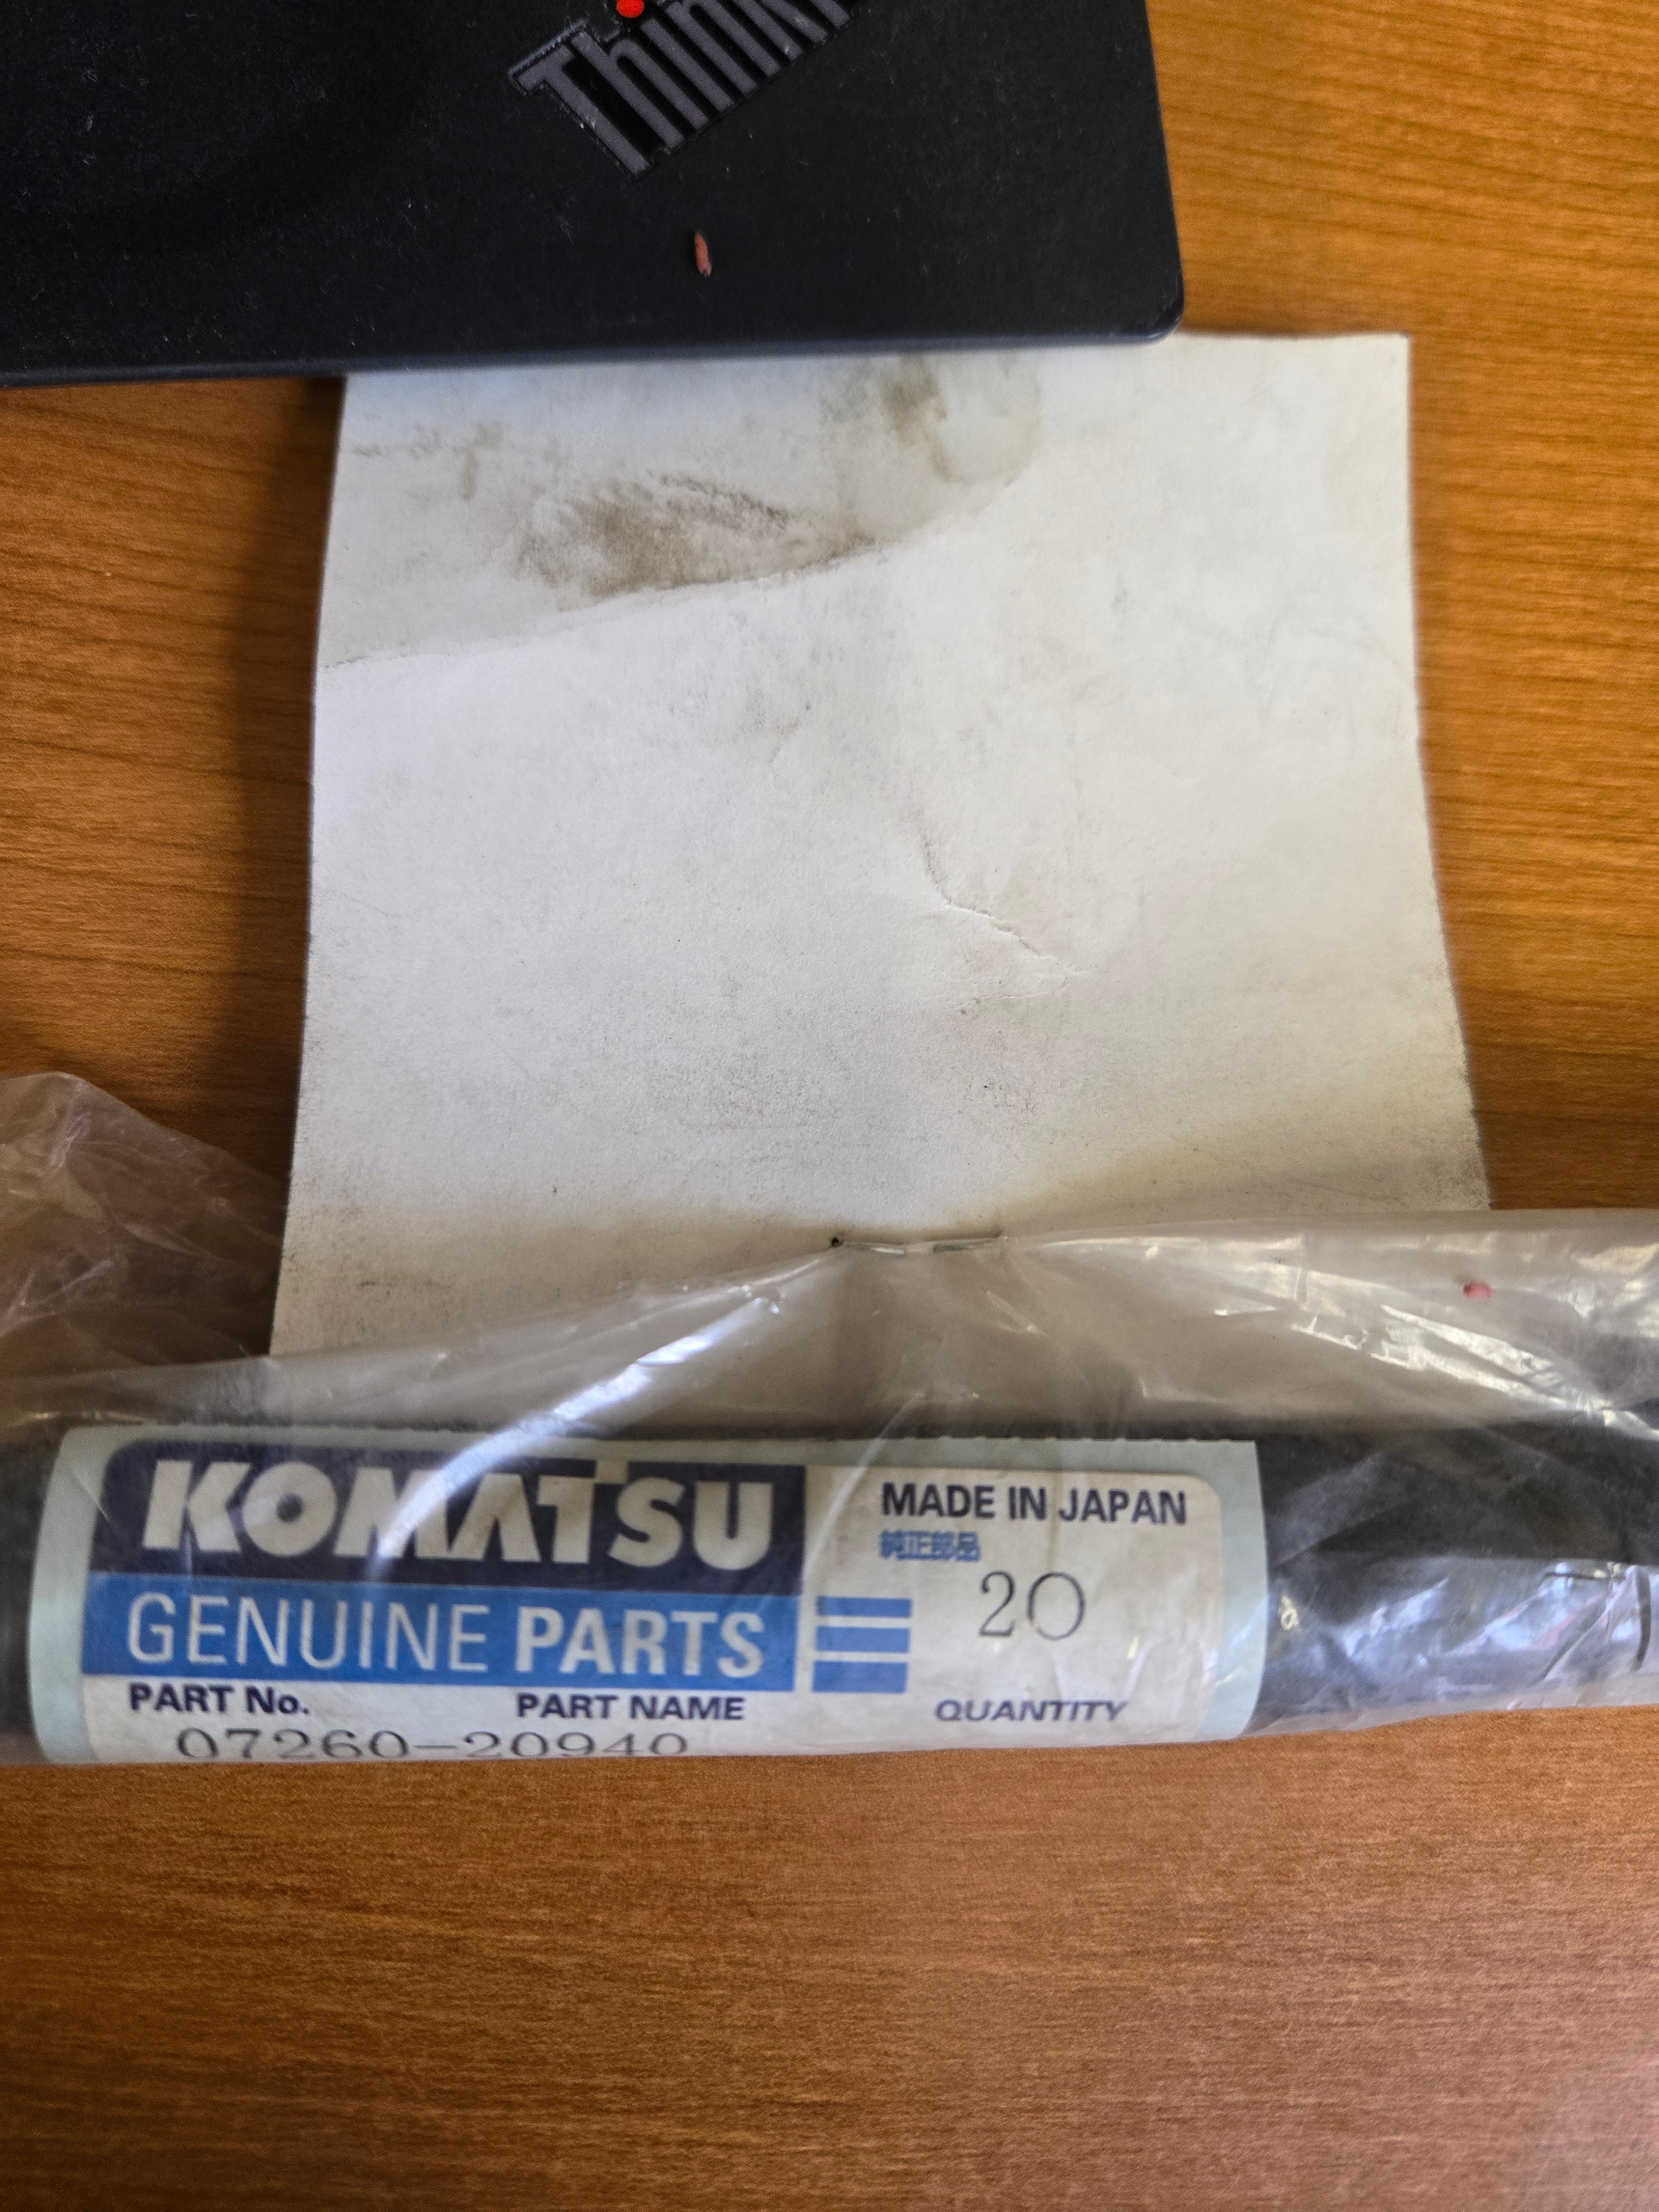 KOMATSU
GENUINE PARTS
MADE IN JAPAN
純正部品
20
PART No.
PART NAME
QUANTITY
07260-20940